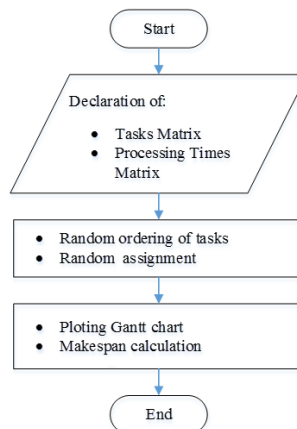 Start
Declaration of:
• Tasks Matrix
• Processing Times
Matrix
• Random ordering of tasks
• Random assignment
• Ploting Gantt chart
• Makespan calculation
End